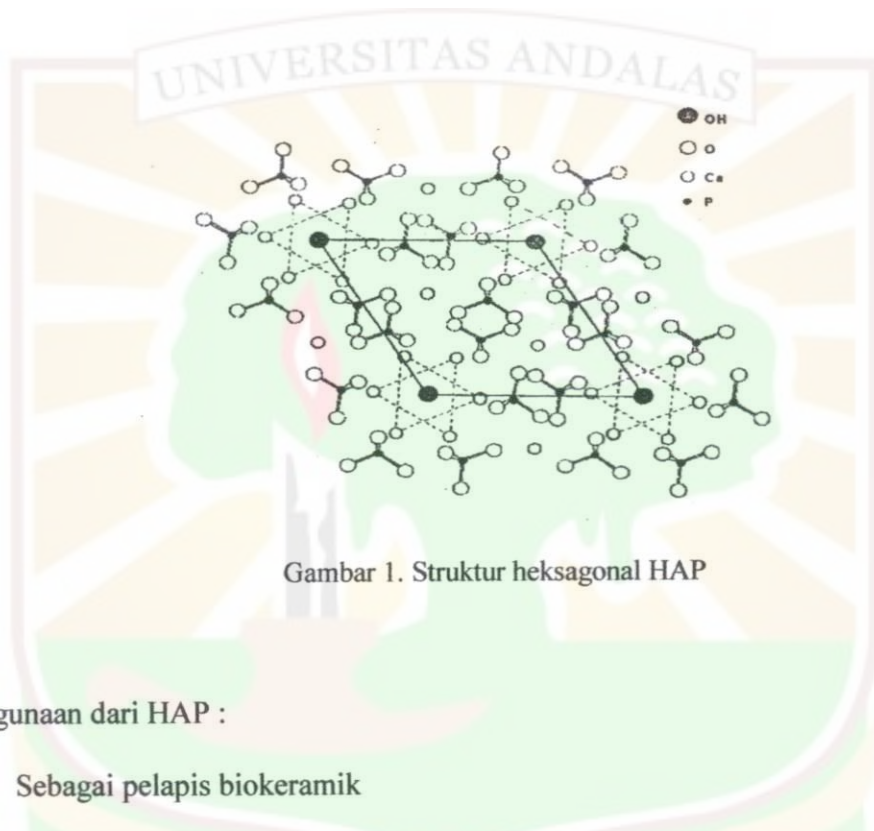 UNIVERSITAS ANDALAS
OH
O
Ca
P
Gambar 1. Struktur heksagonal HAP
gunaan dari HAP :
Sebagai pelapis biokeramik